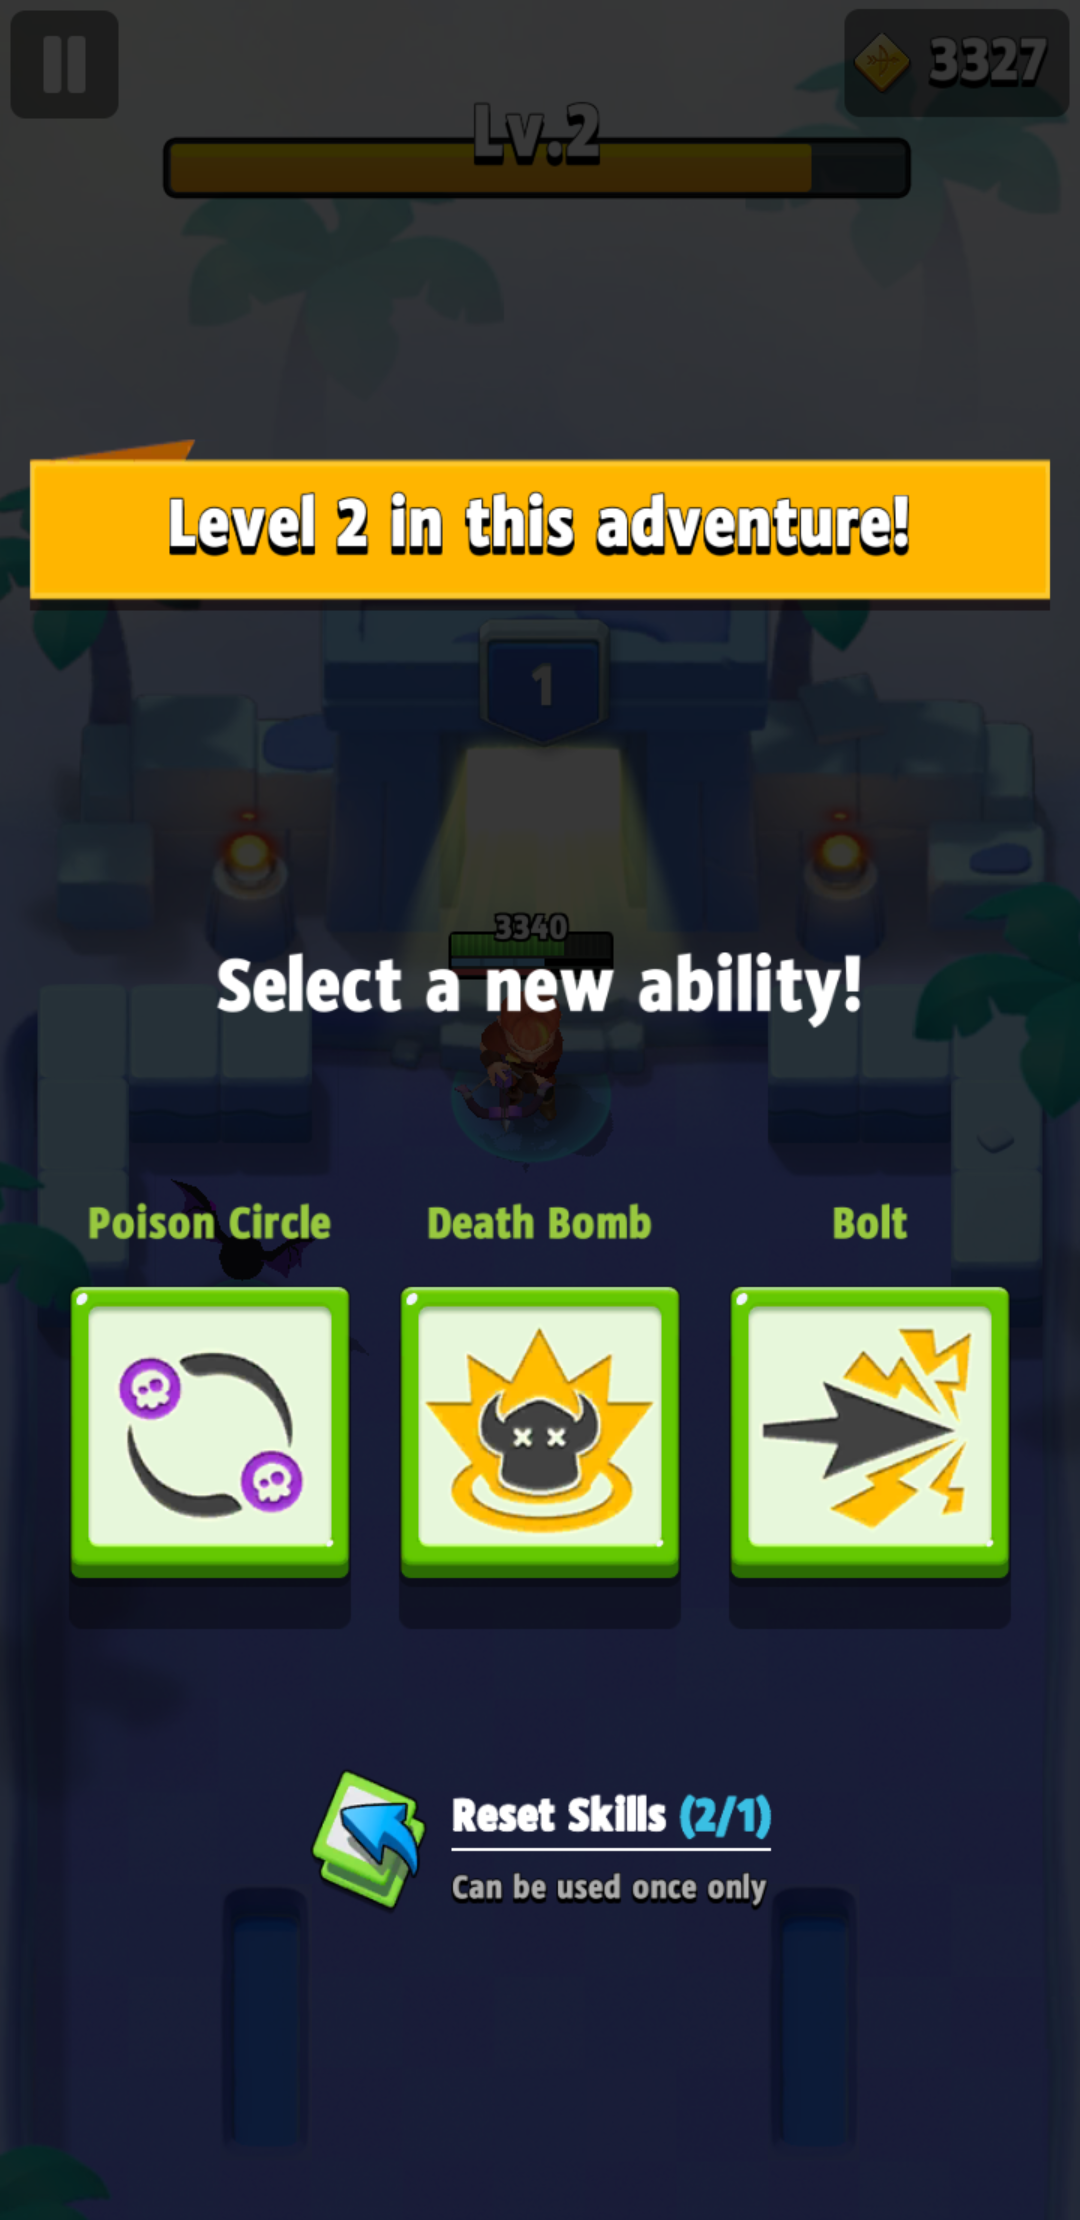 3327
Lv.2
Level 2 in this adventure!
1
3340
Select a new ability!
Poison Circle
Death Bomb
Bolt
Reset Skills (2/1)
Can be used once only